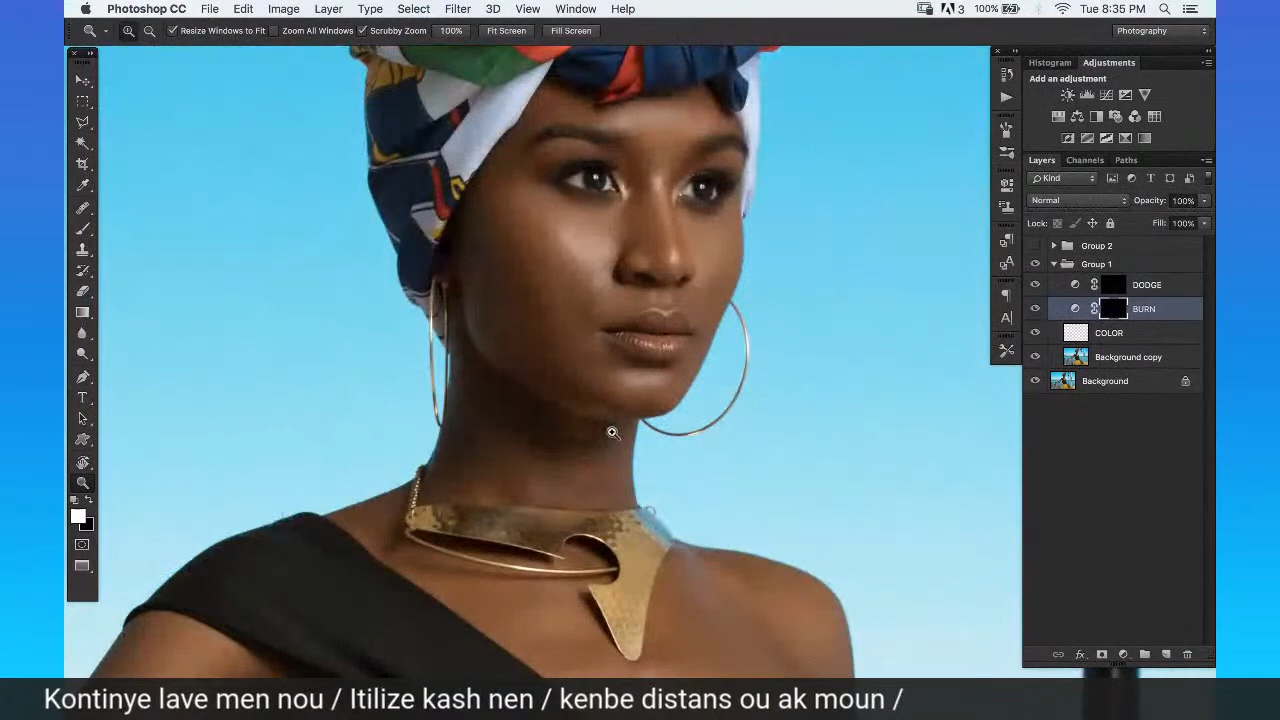 Photoshop CC File Edit Image Layer Type Select Filter 3D View Window Help 3 100% Tue 8:35 PM
Resize Windows to Fit Zoom All Windows Scrubby Zoom 100% Fit Screen Fill Screen Photography
Histogram Adjustments
Add an adjustment
Layers Channels Paths
Kind
Normal Opacity: 100%
Lock: Fill: 100%
Group 2
Group 1
DODGE
BURN
COLOR
Background copy
Background
Kontinye lave men nou / Itilize kash nen / kenbe distans ou ak moun /